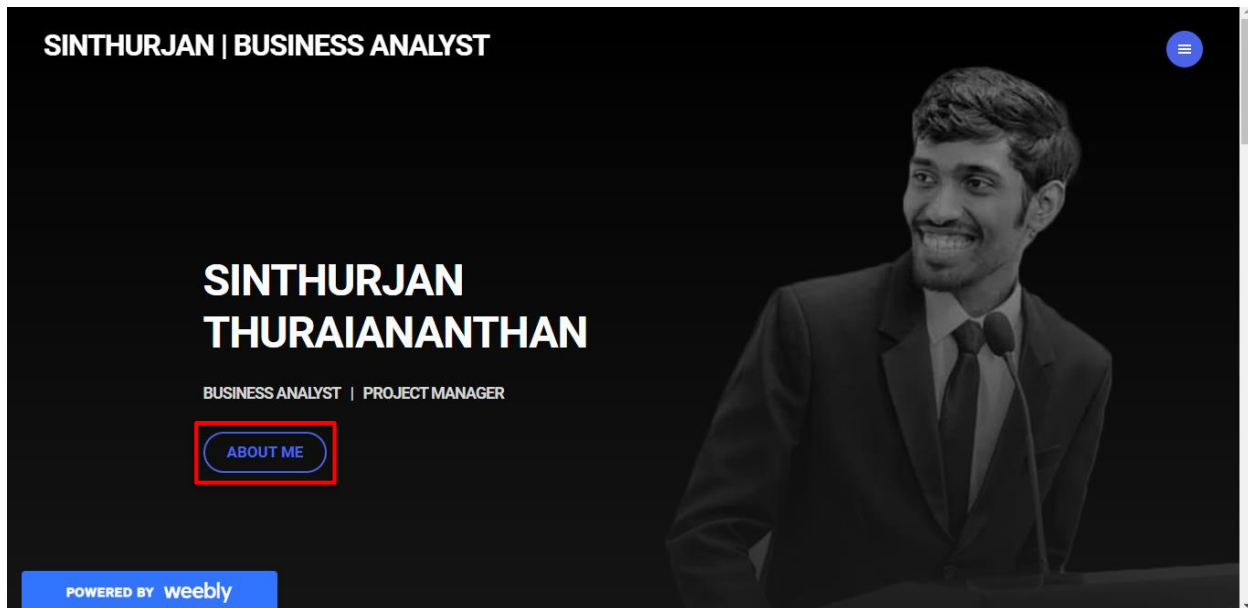 SINTHURJAN | BUSINESS ANALYST
SINTHURJAN
THURAIANANTHAN
BUSINESS ANALYST | PROJECT MANAGER
ABOUT ME
POWERED BY weebly